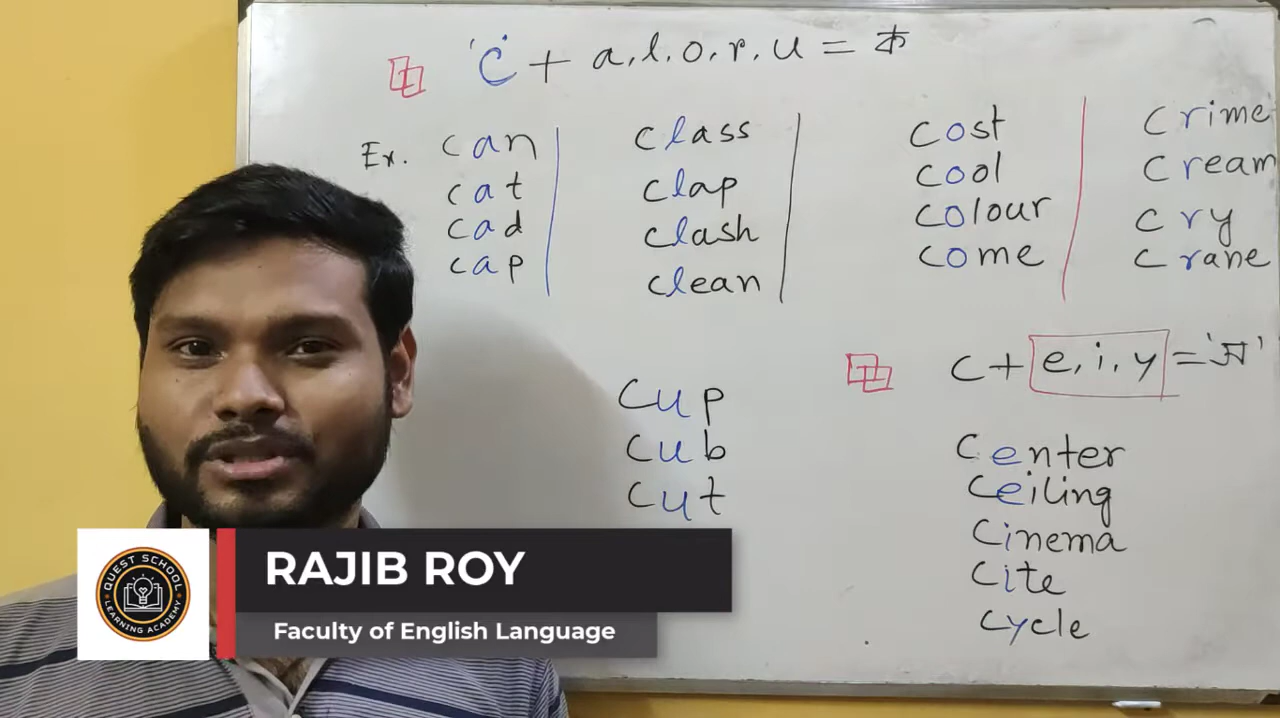 'C' + a, l, o, r, u = ক
Ex. can class cost crime
cat clap cool cream
cad clash colour cry
cap clean come crane
c + e, i, y = 'স'
cup
cub
cut
center
ceiling
cinema
cite
cycle
QUEST SCHOOL
LEARNING ACADEMY
RAJIB ROY
Faculty of English Language